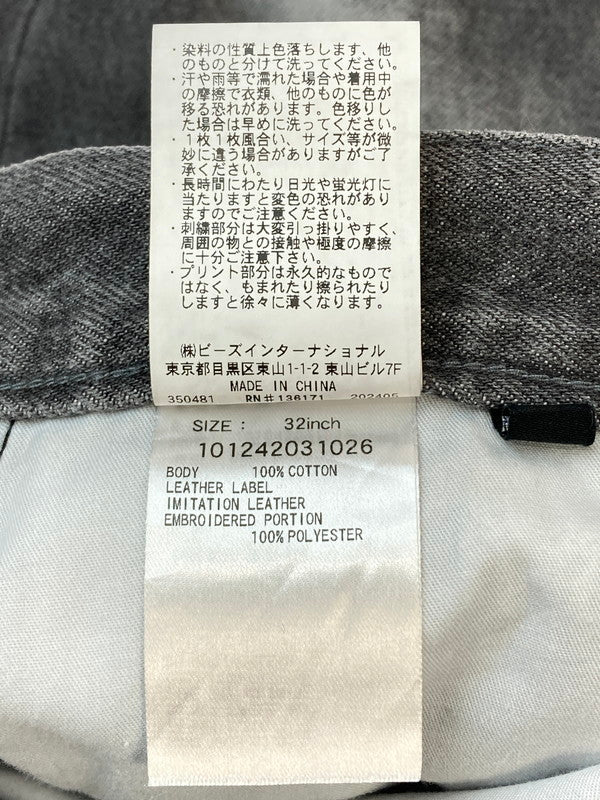 ・染料の性質上色落ちします、他
のものと分けて洗ってください。
・汗や雨等で濡れた場合や着用中
の摩擦で衣類、他のものに色が
移る恐れがあります。色移りし
た場合は早めに洗ってください。
・1枚1枚風合い、サイズ等が微
妙に違う場合がありますがご了
承ください。
・長時間にわたり日光や蛍光灯に
当たりますと変色の恐れがあり
ますのでご注意ください。
・刺繍部分は大変引っ掛りやすく、
周囲の物との接触や極度の摩擦
に十分ご注意下さい。
・プリント部分は永久的なもので
はなく、もまれたり擦られたり
しますと徐々に薄くなります。
㈱ビーズインターナショナル
東京都目黒区東山1-1-2 東山ビル7F
MADE IN CHINA
350481 RN#136171 202405
SIZE: 32inch
101242031026
BODY 100% COTTON
LEATHER LABEL
IMITATION LEATHER
EMBROIDERED PORTION
100% POLYESTER